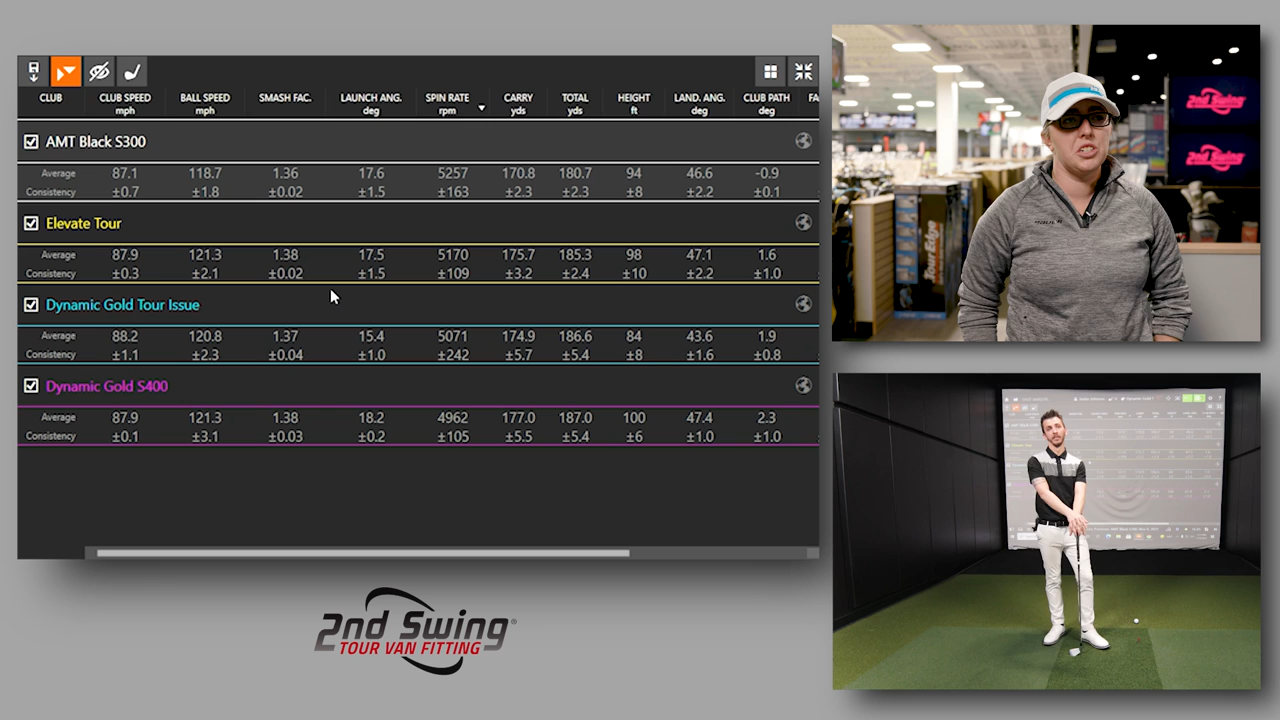 CLUB CLUB SPEED BALL SPEED SMASH FAC. LAUNCH ANG. SPIN RATE CARRY TOTAL HEIGHT LAND. ANG. CLUB PATH FA
mph mph deg rpm yds yds ft deg deg
AMT Black S300
Average 87.1 118.7 1.36 17.6 5257 170.8 180.7 94 46.6 -0.9
Consistency ±0.7 ±1.8 ±0.02 ±1.5 ±163 ±2.3 ±2.3 ±8 ±2.2 ±0.1
Elevate Tour
Average 87.9 121.3 1.38 17.5 5170 175.7 185.3 98 47.1 1.6
Consistency ±0.3 ±2.1 ±0.02 ±1.5 ±109 ±3.2 ±2.4 ±10 ±2.2 ±1.0
Dynamic Gold Tour Issue
Average 88.2 120.8 1.37 15.4 5071 174.9 186.6 84 43.6 1.9
Consistency ±1.1 ±2.3 ±0.04 ±1.0 ±242 ±5.7 ±5.4 ±8 ±1.6 ±0.8
Dynamic Gold S400
Average 87.9 121.3 1.38 18.2 4962 177.0 187.0 100 47.4 2.3
Consistency ±0.1 ±3.1 ±0.03 ±0.2 ±105 ±5.5 ±5.4 ±6 ±1.0 ±1.0
2nd Swing®
TOUR VAN FITTING
2nd Swing
2nd Swing
Tour Edge